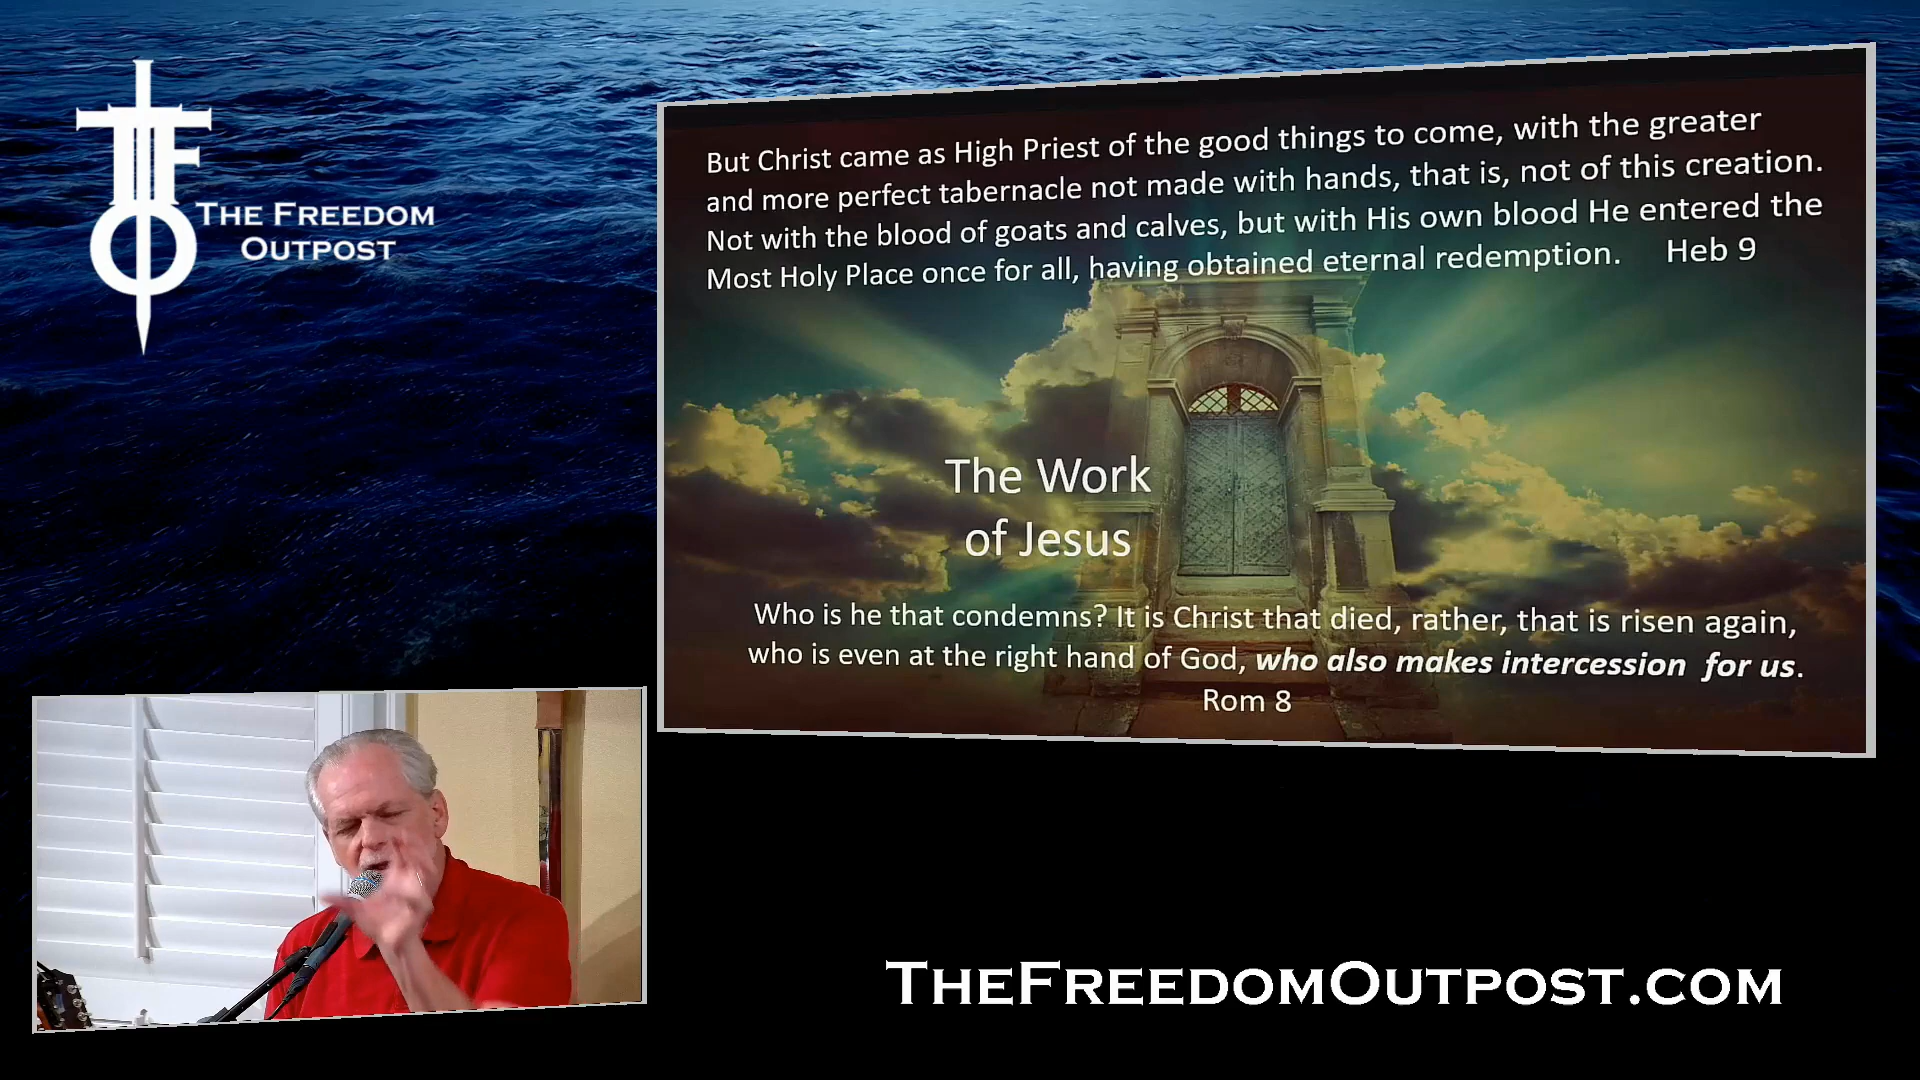 The Freedom
Outpost
But Christ came as High Priest of the good things to come, with the greater
and more perfect tabernacle not made with hands, that is, not of this creation.
Not with the blood of goats and calves, but with His own blood He entered the
Most Holy Place once for all, having obtained eternal redemption. Heb 9
The Work
of Jesus
Who is he that condemns? It is Christ that died, rather, that is risen again,
who is even at the right hand of God, who also makes intercession for us.
Rom 8
TheFreedomOutpost.com